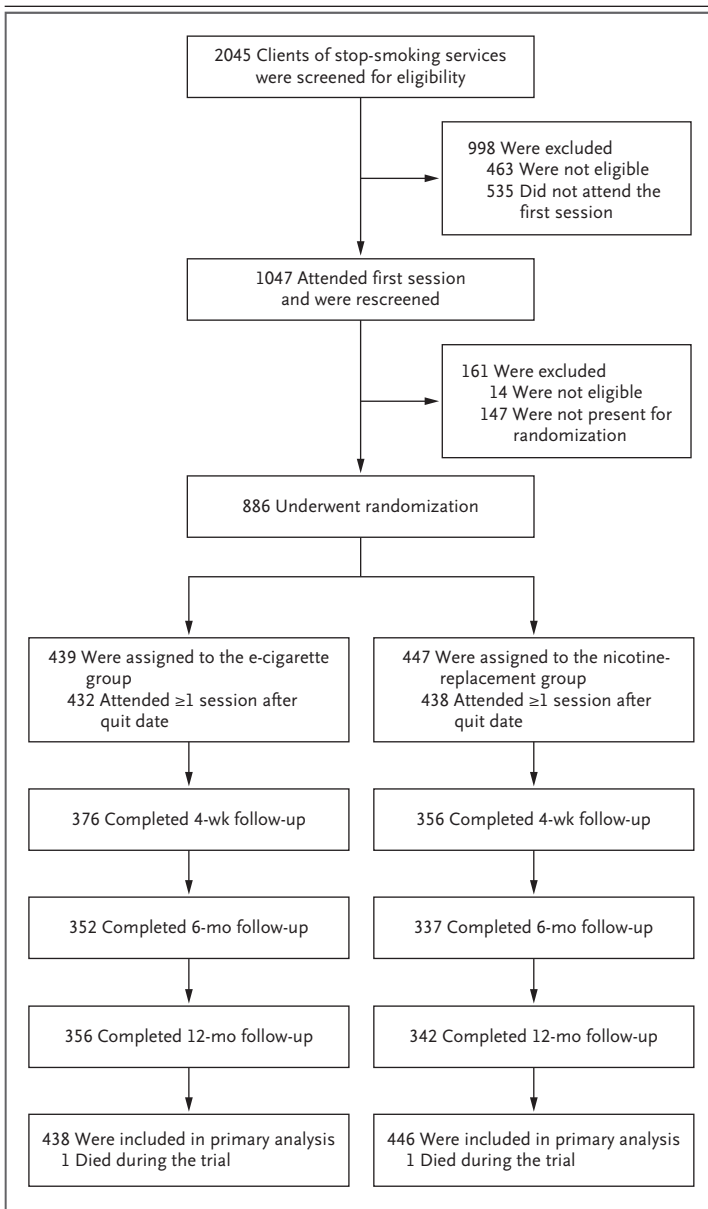 2045 Clients of stop-smoking services
were screened for eligibility
998 Were excluded
463 Were not eligible
535 Did not attend the
first session
1047 Attended first session
and were rescreened
161 Were excluded
14 Were not eligible
147 Were not present for
randomization
886 Underwent randomization
439 Were assigned to the e-cigarette
group
432 Attended ≥1 session after
quit date
447 Were assigned to the nicotine-
replacement group
438 Attended ≥1 session after
quit date
376 Completed 4-wk follow-up
356 Completed 4-wk follow-up
352 Completed 6-mo follow-up
337 Completed 6-mo follow-up
356 Completed 12-mo follow-up
342 Completed 12-mo follow-up
438 Were included in primary analysis
1 Died during the trial
446 Were included in primary analysis
1 Died during the trial